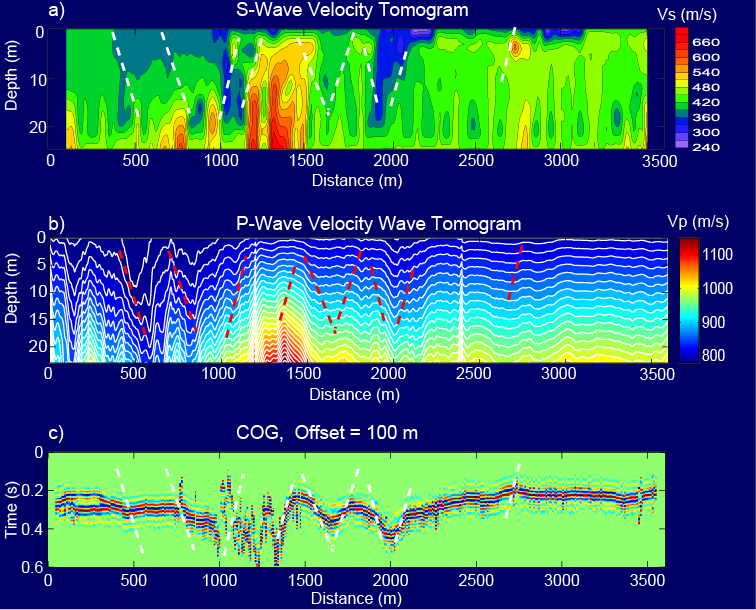 a) S-Wave Velocity Tomogram Vs (m/s)
0
10
20
Depth (m)
660
600
540
480
420
360
300
240
500 1000 1500 2000 2500 3000 3500
Distance (m)
b) P-Wave Velocity Wave Tomogram Vp (m/s)
0
5
10
15
20
Depth (m)
1100
1000
900
800
0 500 1000 1500 2000 2500 3000 3500
Distance (m)
c) COG, Offset = 100 m
0
0.2
0.4
0.6
Time (s)
0 500 1000 1500 2000 2500 3000 3500
Distance (m)